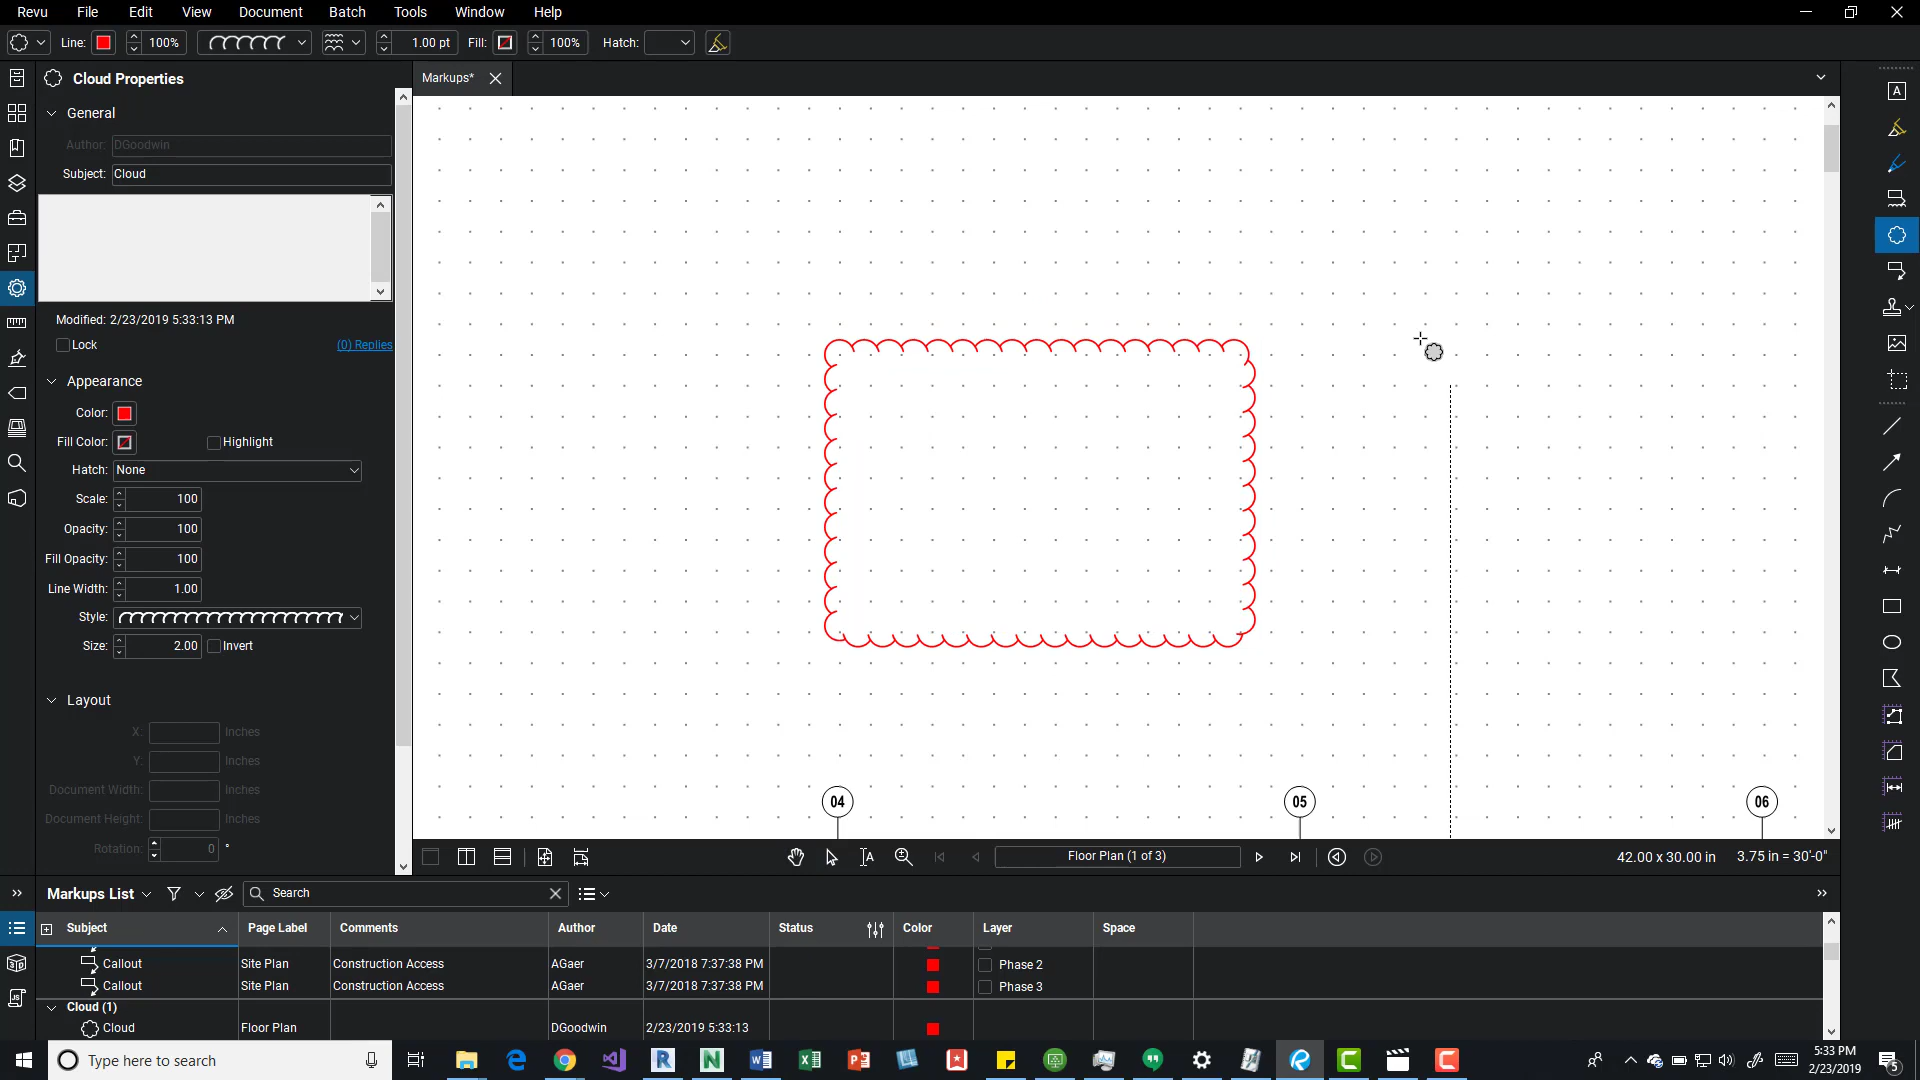 Revu File Edit View Document Batch Tools Window Help
Line: 100% 1.00 pt Fill: 100% Hatch:
Cloud Properties
Markups*
General
Author: DGoodwin
Subject: Cloud
Modified: 2/23/2019 5:33:13 PM
Lock (0) Replies
Appearance
Color:
Fill Color: Highlight
Hatch: None
Scale: 100
Opacity: 100
Fill Opacity: 100
Line Width: 1.00
Style:
Size: 2.00 Invert
Layout
X: Inches
Y: Inches
Document Width: Inches
Document Height: Inches
Rotation: 0 °
04 05 06
Floor Plan (1 of 3) 42.00 x 30.00 in 3.75 in = 30'-0"
Markups List Search
Subject Page Label Comments Author Date Status Color Layer Space
Callout Site Plan Construction Access AGaer 3/7/2018 7:37:38 PM Phase 2
Callout Site Plan Construction Access AGaer 3/7/2018 7:37:38 PM Phase 3
Cloud (1)
Cloud Floor Plan DGoodwin 2/23/2019 5:33:13
Type here to search
5:33 PM
2/23/2019
5